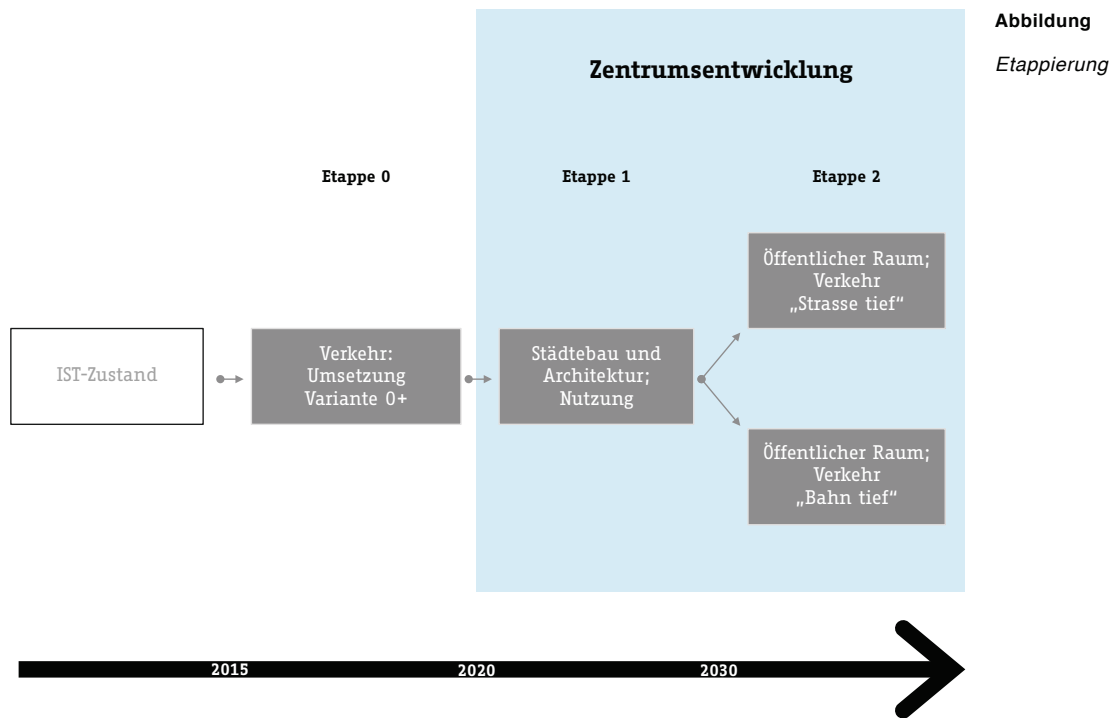 Abbildung
Etappierung
Zentrumsentwicklung
Etappe 0
Etappe 1
Etappe 2
IST-Zustand
Verkehr:
Umsetzung
Variante 0+
Städtebau und
Architektur;
Nutzung
Öffentlicher Raum;
Verkehr
„Strasse tief“
Öffentlicher Raum;
Verkehr
„Bahn tief“
2015
2020
2030